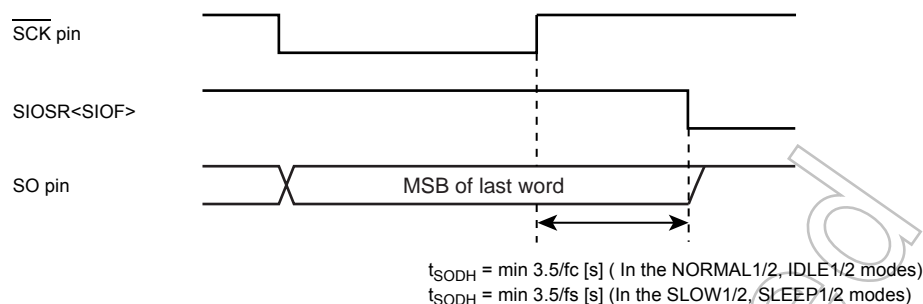 SCK pin
SIOSR<SIOF>
SO pin
MSB of last word
tSODH = min 3.5/fc [s] ( In the NORMAL1/2, IDLE1/2 modes)
tSODH = min 3.5/fs [s] (In the SLOW1/2, SLEEP1/2 modes)